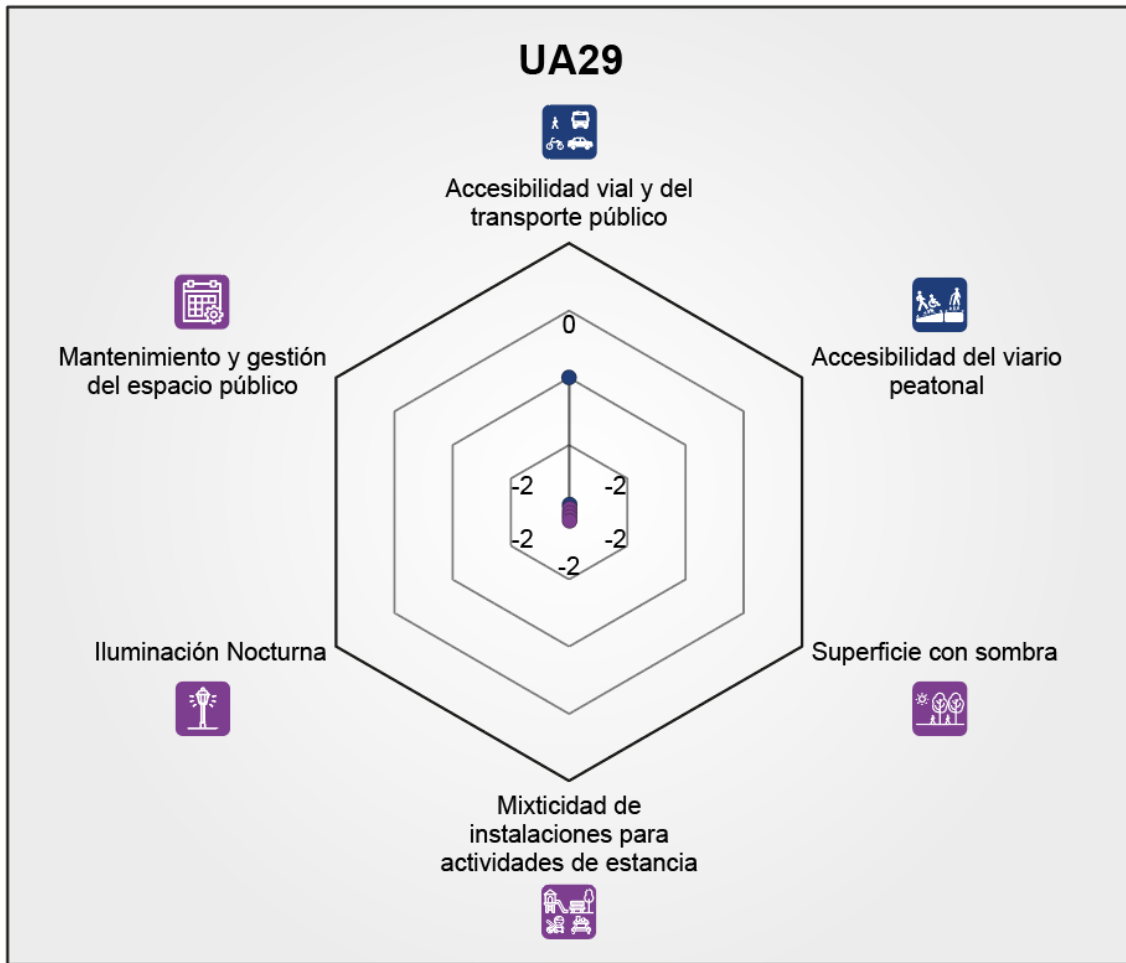 UA29
Accesibilidad vial y del
transporte público
Mantenimiento y gestión
del espacio público
Accesibilidad del viario
peatonal
0
-2
-2
-2
-2
-2
Iluminación Nocturna
Superficie con sombra
Mixticidad de
instalaciones para
actividades de estancia